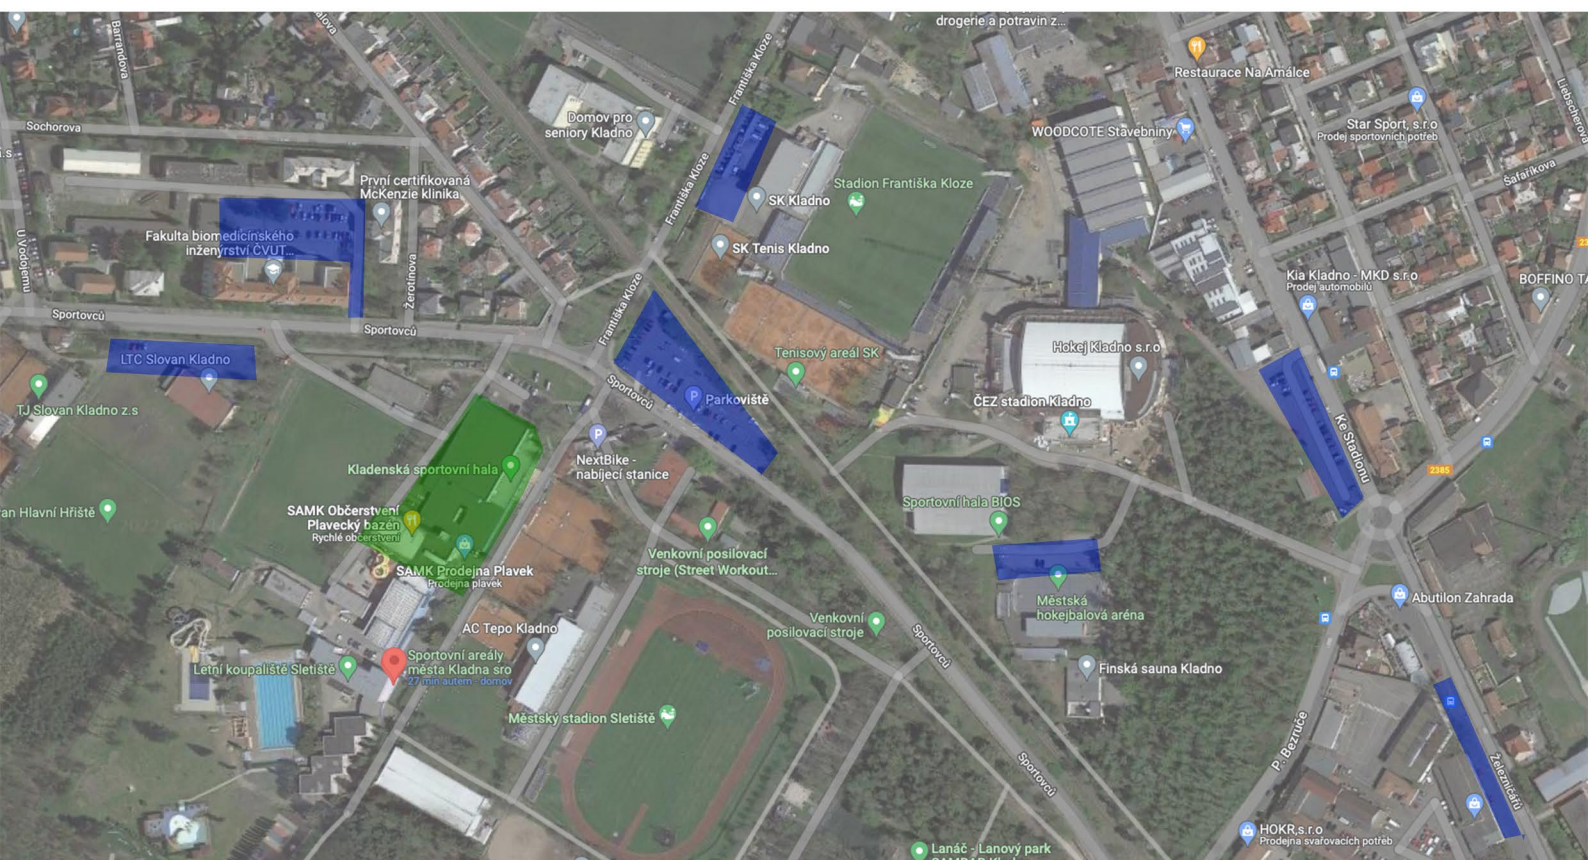 drogerie a potravin z...
Restaurace Na Amálce
Barrandova
Františka Kloze
Liebscherova
Sochorova
Domov pro
seniory Kladno
WOODCOTE Stavebniny
Star Sport, s.r.o
Prodej sportovních potřeb
Šafaříkova
První certifikovaná
McKenzie klinika
Františka Kloze
SK Kladno
Stadion Františka Kloze
U Vodojemu
Fakulta biomedicínského
inženýrství ČVUT...
SK Tenis Kladno
Žerotínova
Kia Kladno - MKD s.r.o
Prodej automobilů
BOFFINO TA
Sportovců
Sportovců
Františka Kloze
LTC Slovan Kladno
Tenisový areál SK
Hokej Kladno s.r.o
TJ Slovan Kladno z.s
Sportovců
P
Parkoviště
ČEZ stadion Kladno
Ke Stadionu
P
NextBike -
nabíjecí stanice
Kladenská sportovní hala
2385
an Hlavní Hřiště
SAMK Občerstvení
Plavecký bazén
Rychlé občerstvení
Sportovní hala BIOS
SAMK Prodejna Plavek
Prodejna plavek
Venkovní posilovací
stroje (Street Workout...
Městská
hokejbalová aréna
Abutilon Zahrada
AC Tepo Kladno
Venkovní
posilovací stroje
Sportovců
Letní koupaliště Sletiště
Sportovní areály
města Kladna sro
27 min autem - domov
Finská sauna Kladno
Městský stadion Sletiště
Sportovců
P. Bezruče
Železničářů
HOKR,s.r.o
Prodejna svařovacích potřeb
Lanáč - Lanový park